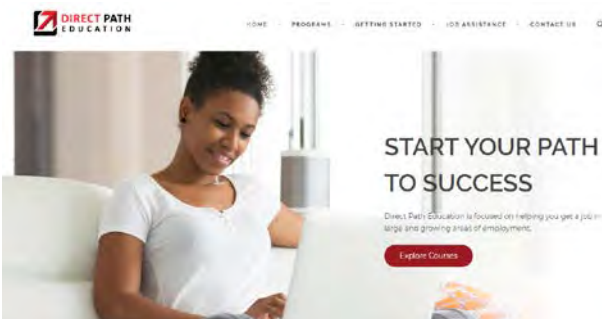 DIRECT PATH
EDUCATION
HOME - PROGRAMS - GETTING STARTED - JOB ASSISTANCE - CONTACT US
START YOUR PATH
TO SUCCESS
Direct Path Education is focused on helping you get a job in
large and growing areas of employment.
Explore Courses